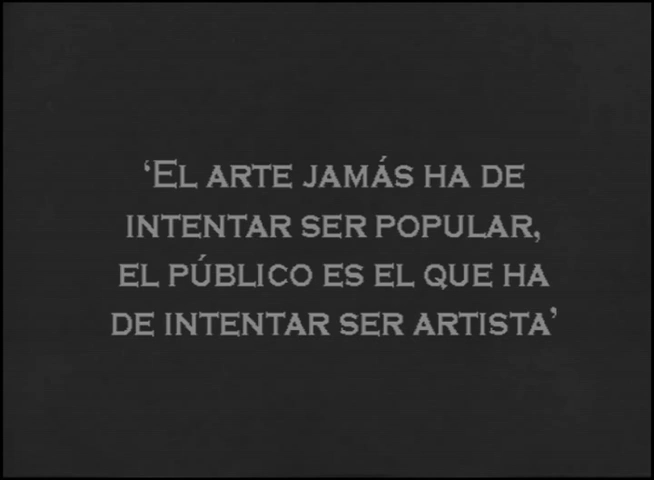 ‘El arte jamás ha de
intentar ser popular,
el público es el que ha
de intentar ser artista’